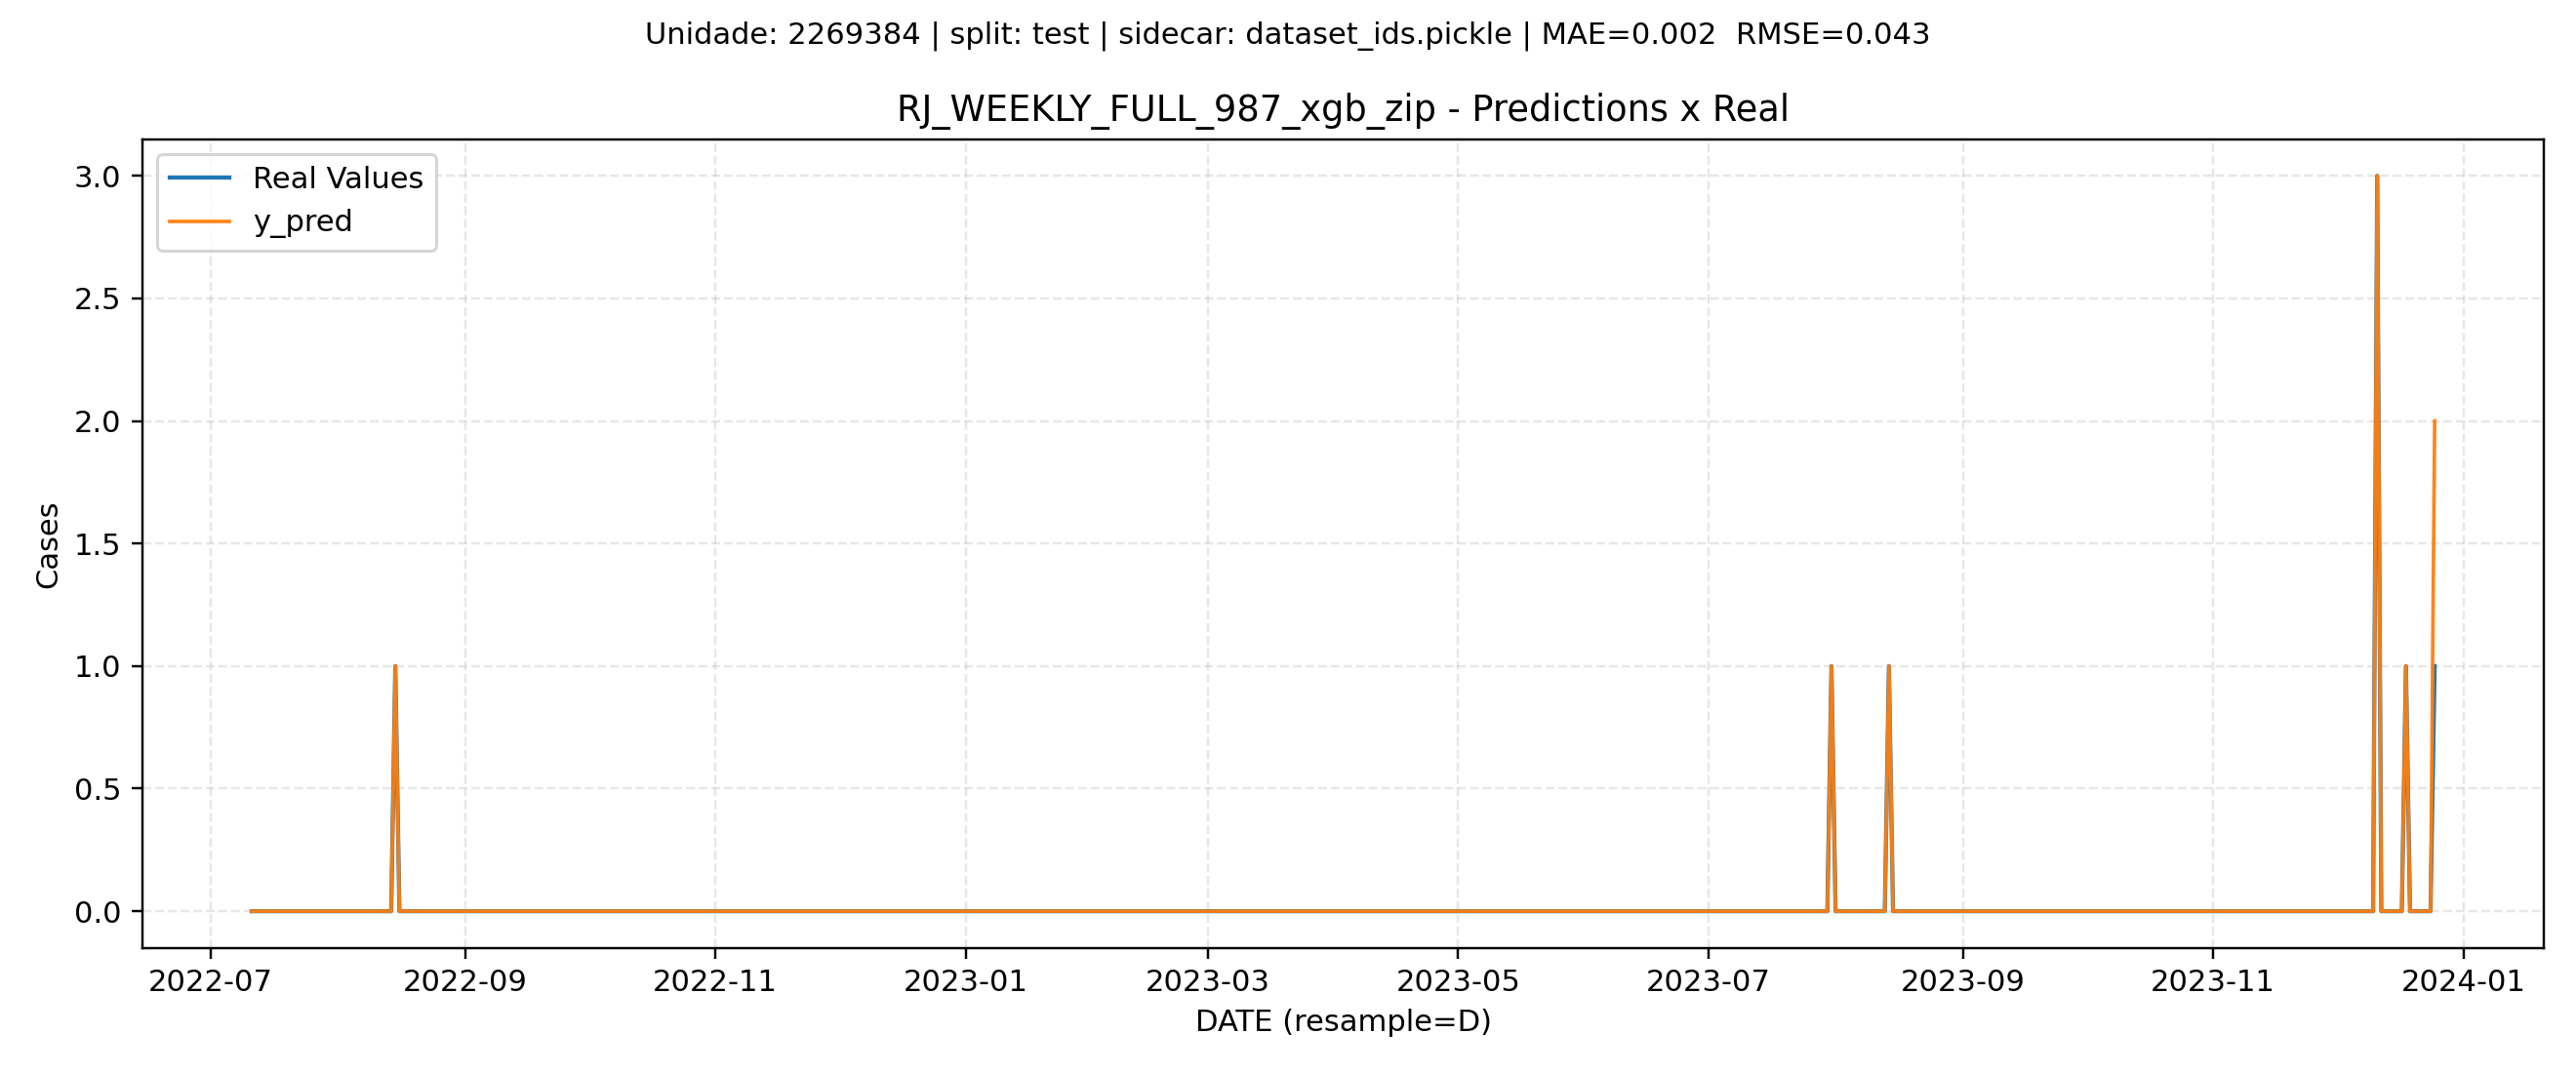 Unidade: 2269384 | split: test | sidecar: dataset_ids.pickle | MAE=0.002  RMSE=0.043
RJ_WEEKLY_FULL_987_xgb_zip - Predictions x Real
Real Values
y_pred
3.0
2.5
2.0
1.5
1.0
0.5
0.0
Cases
2022-07
2022-09
2022-11
2023-01
2023-03
2023-05
2023-07
2023-09
2023-11
2024-01
DATE (resample=D)